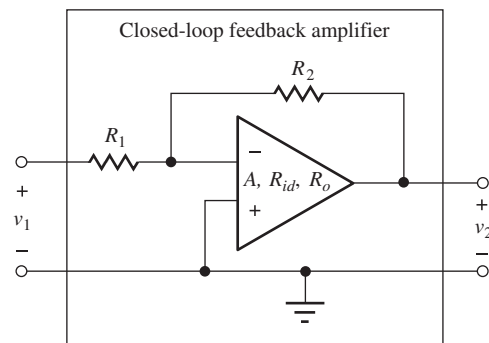 Closed-loop feedback amplifier
R2
R1
−
A, Rid, Ro
+
+
v1
−
+
v2
−